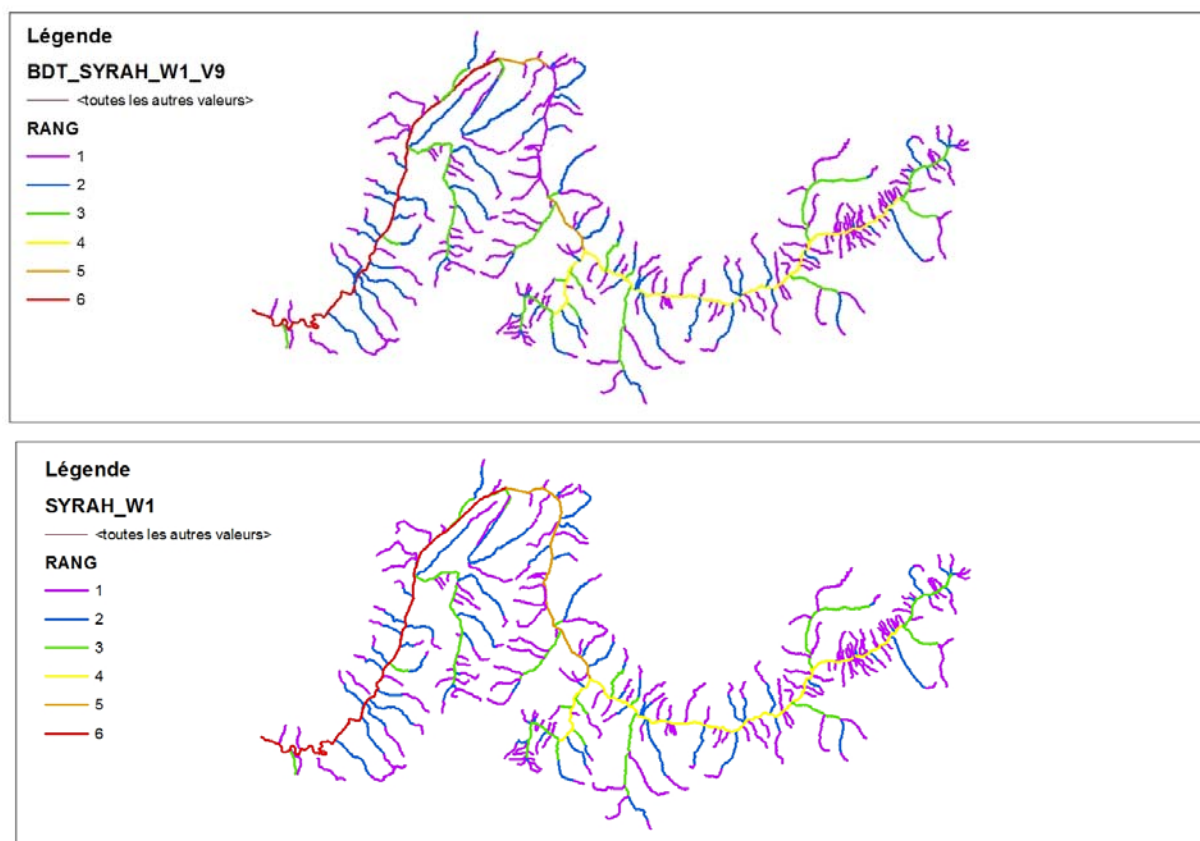 Légende
BDT_SYRAH_W1_V9
<toutes les autres valeurs>
RANG
1
2
3
4
5
6
Légende
SYRAH_W1
<toutes les autres valeurs>
RANG
1
2
3
4
5
6